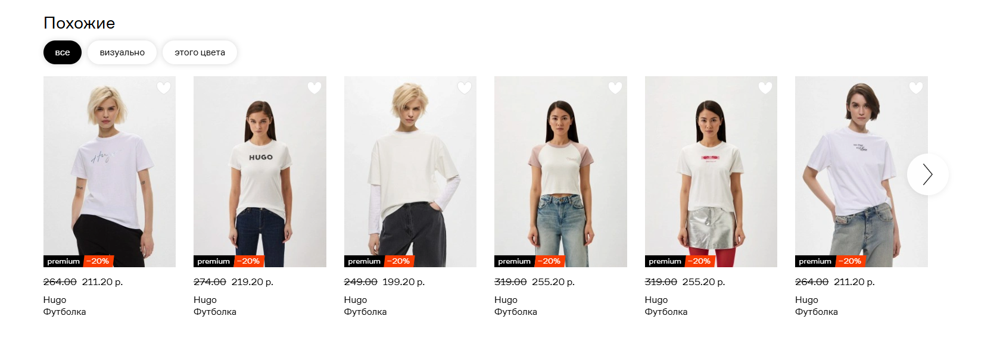 Похожие
все визуально этого цвета
Hugo
HUGO
premium −20% premium −20% premium −20% premium −20% premium −20% premium −20%
264.00 211.20 р. 274.00 219.20 р. 249.00 199.20 р. 319.00 255.20 р. 319.00 255.20 р. 264.00 211.20 р.
Hugo Hugo Hugo Hugo Hugo Hugo
Футболка Футболка Футболка Футболка Футболка Футболка